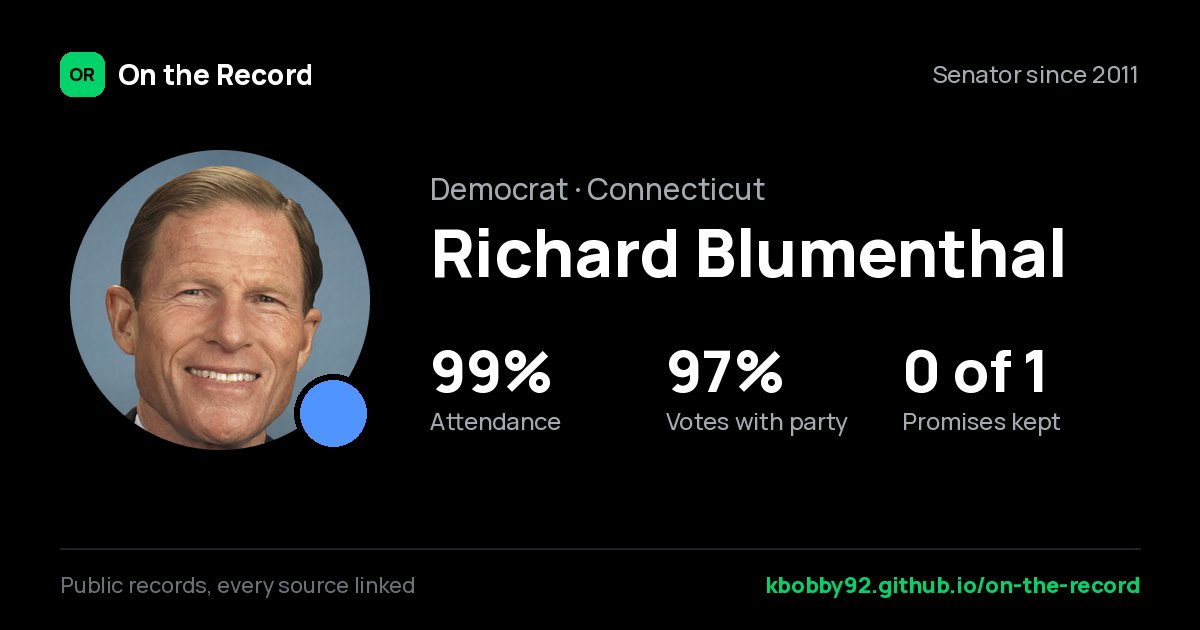 OR On the Record
Senator since 2011
Democrat · Connecticut
Richard Blumenthal
99% 97% 0 of 1
Attendance Votes with party Promises kept
Public records, every source linked
kbobby92.github.io/on-the-record